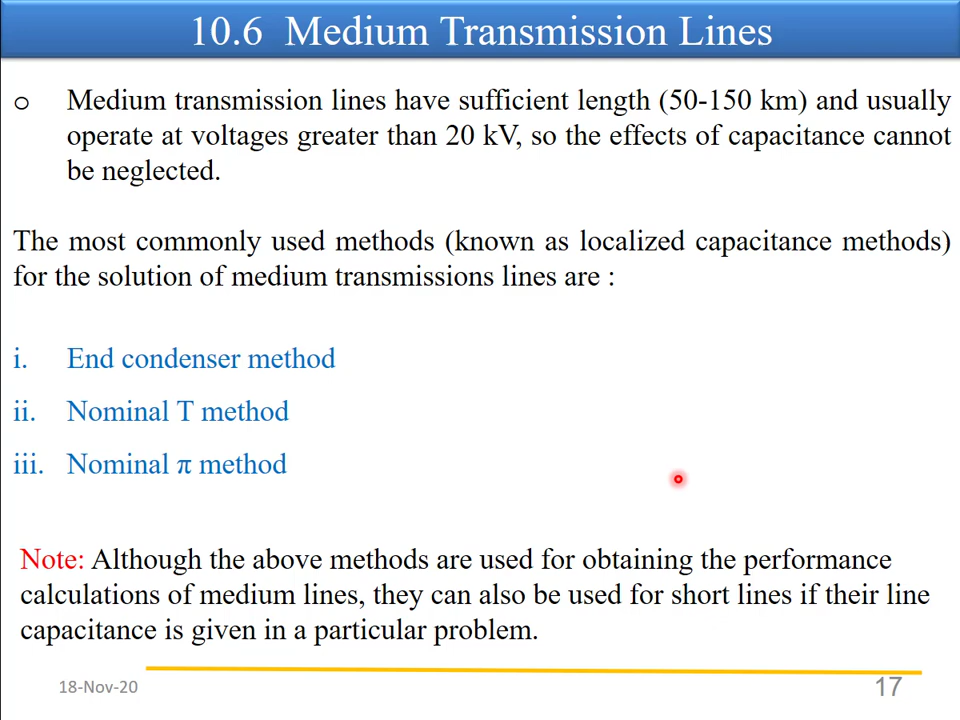 10.6 Medium Transmission Lines
o Medium transmission lines have sufficient length (50-150 km) and usually
operate at voltages greater than 20 kV, so the effects of capacitance cannot
be neglected.
The most commonly used methods (known as localized capacitance methods)
for the solution of medium transmissions lines are :
i. End condenser method
ii. Nominal T method
iii. Nominal π method
Note: Although the above methods are used for obtaining the performance
calculations of medium lines, they can also be used for short lines if their line
capacitance is given in a particular problem.
18-Nov-20
17